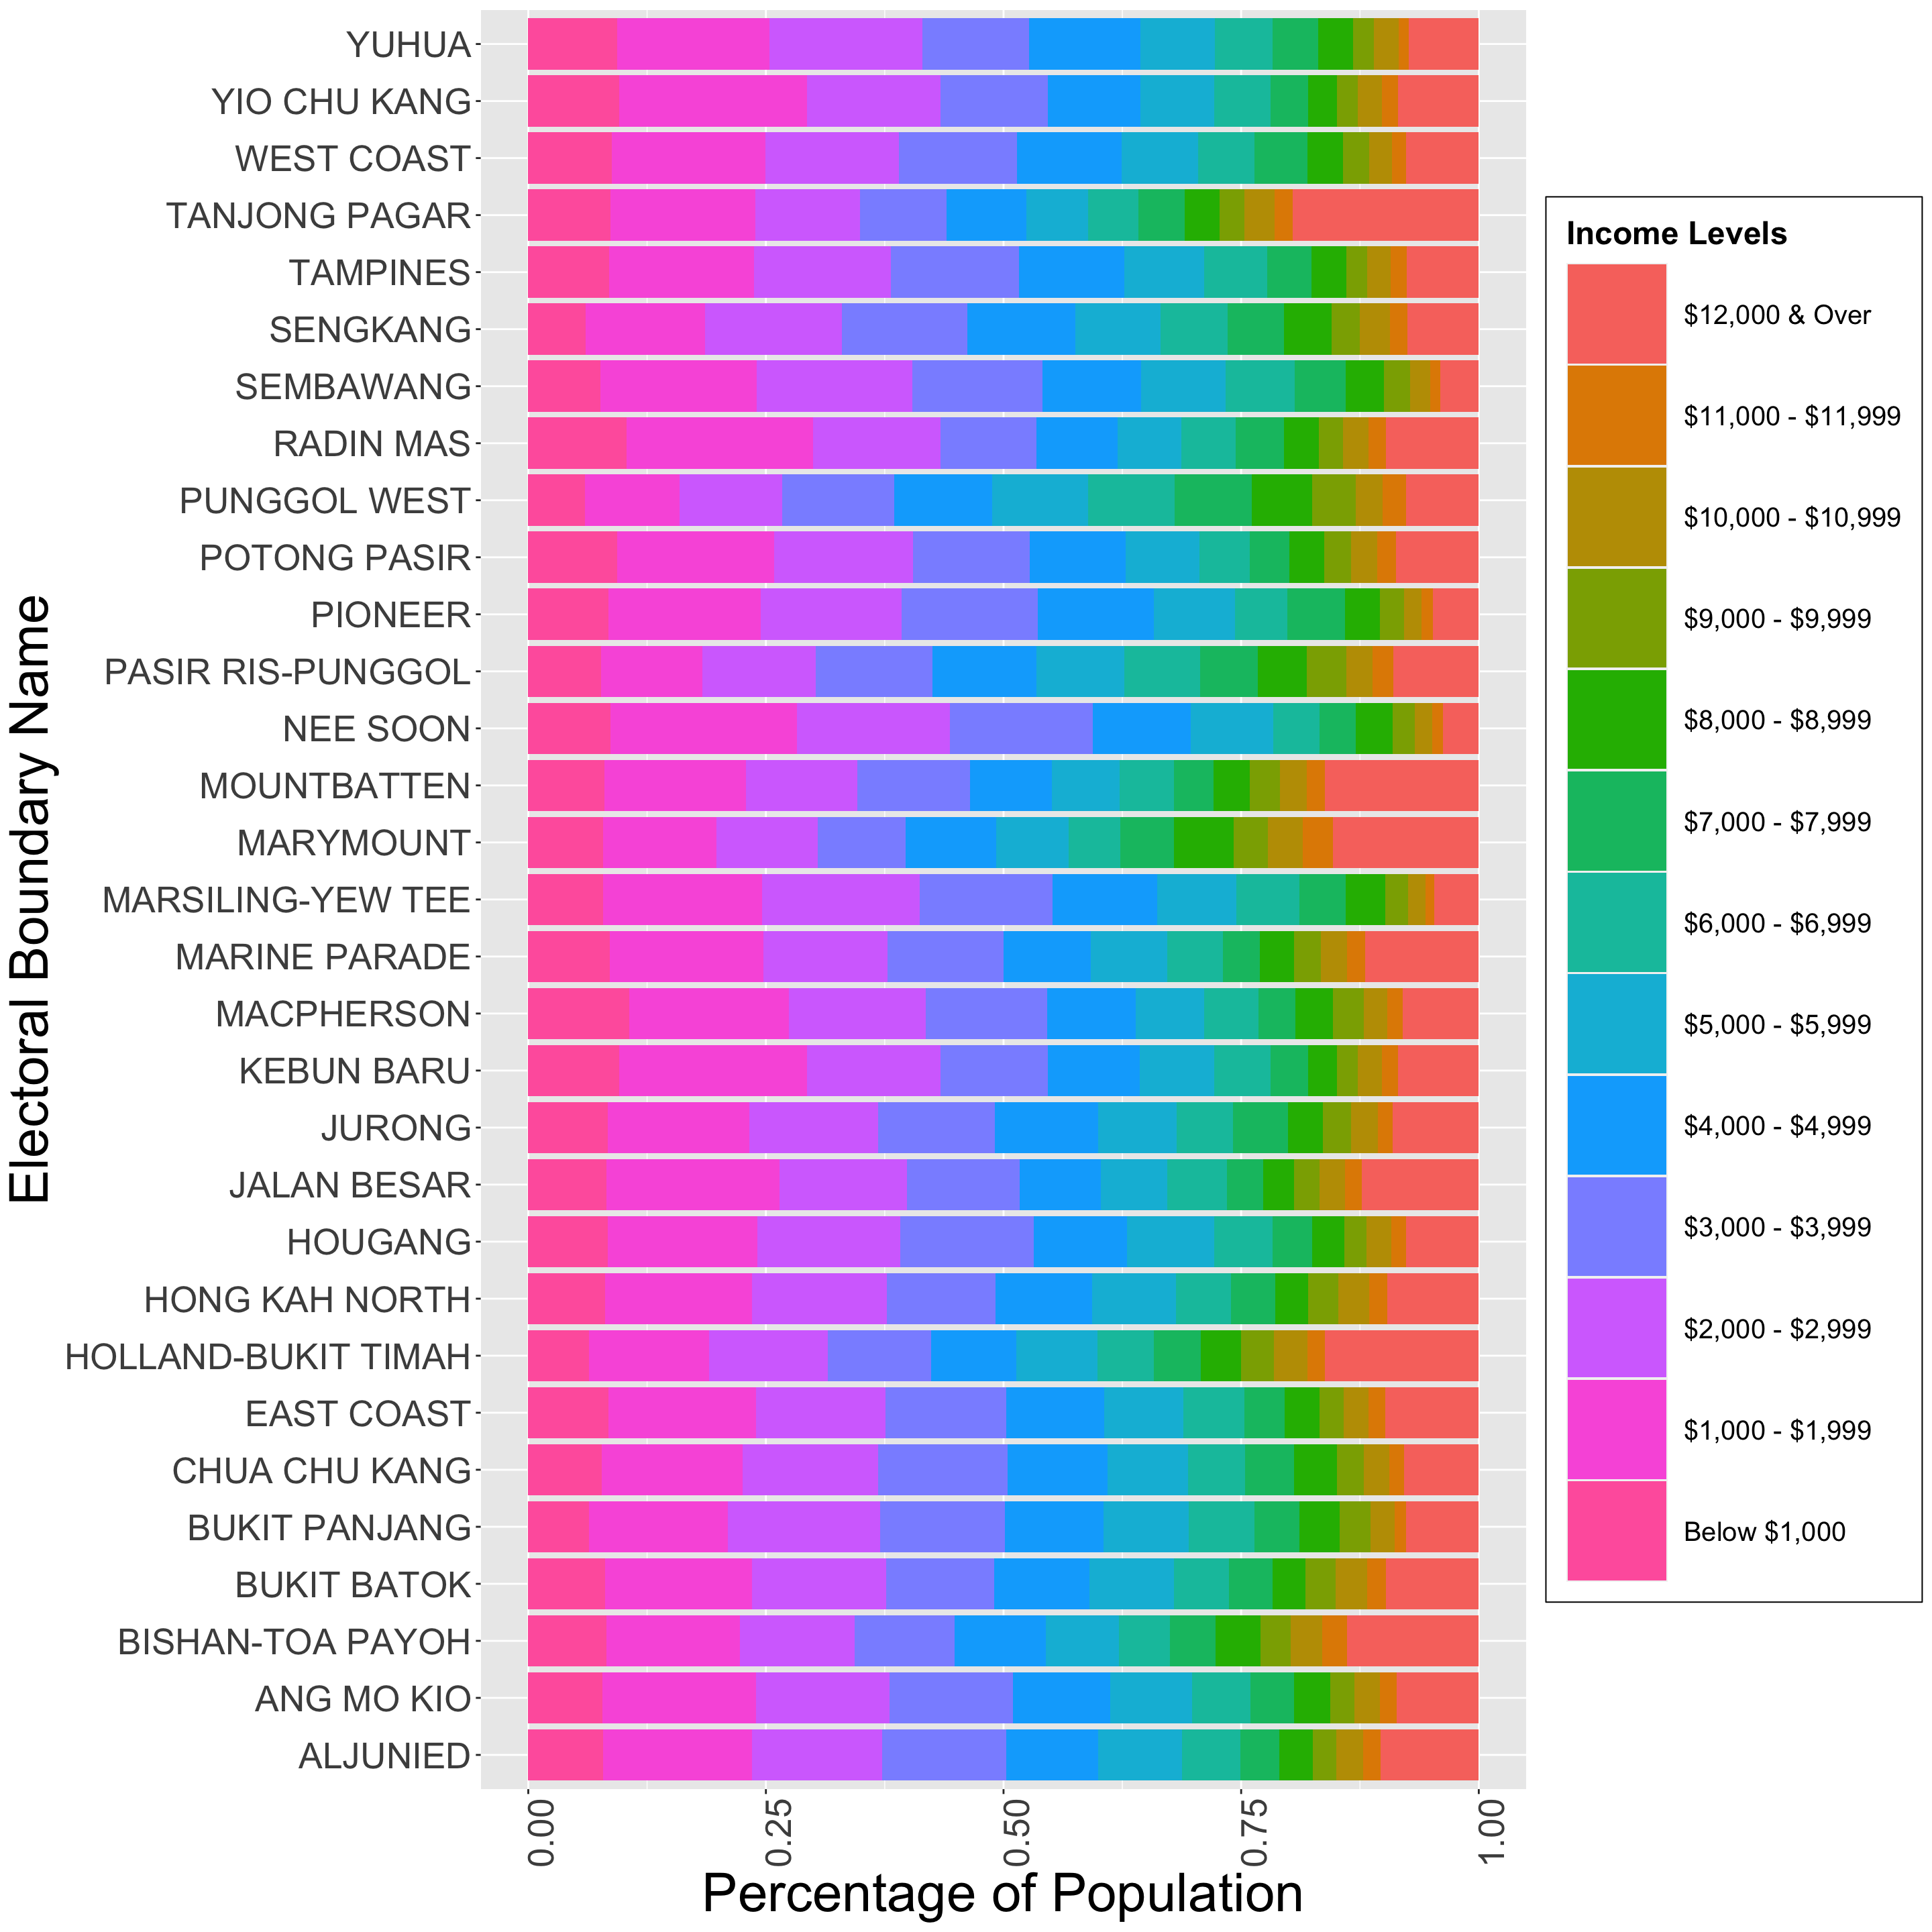 Electoral Boundary Name
YUHUA
YIO CHU KANG
WEST COAST
TANJONG PAGAR
TAMPINES
SENGKANG
SEMBAWANG
RADIN MAS
PUNGGOL WEST
POTONG PASIR
PIONEER
PASIR RIS-PUNGGOL
NEE SOON
MOUNTBATTEN
MARYMOUNT
MARSILING-YEW TEE
MARINE PARADE
MACPHERSON
KEBUN BARU
JURONG
JALAN BESAR
HOUGANG
HONG KAH NORTH
HOLLAND-BUKIT TIMAH
EAST COAST
CHUA CHU KANG
BUKIT PANJANG
BUKIT BATOK
BISHAN-TOA PAYOH
ANG MO KIO
ALJUNIED
0.00
0.25
0.50
0.75
1.00
Percentage of Population
Income Levels
$12,000 & Over
$11,000 - $11,999
$10,000 - $10,999
$9,000 - $9,999
$8,000 - $8,999
$7,000 - $7,999
$6,000 - $6,999
$5,000 - $5,999
$4,000 - $4,999
$3,000 - $3,999
$2,000 - $2,999
$1,000 - $1,999
Below $1,000